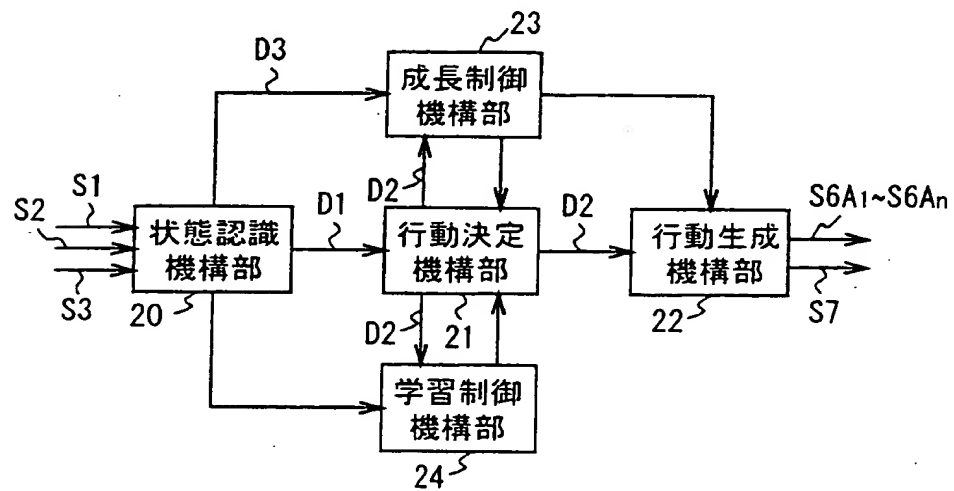 23
D3
成長制御
機構部
S1
S2
S3
D2
D1
D2
S6A1~S6An
状態認識
機構部
行動決定
機構部
行動生成
機構部
20
D2
21
22
S7
学習制御
機構部
24